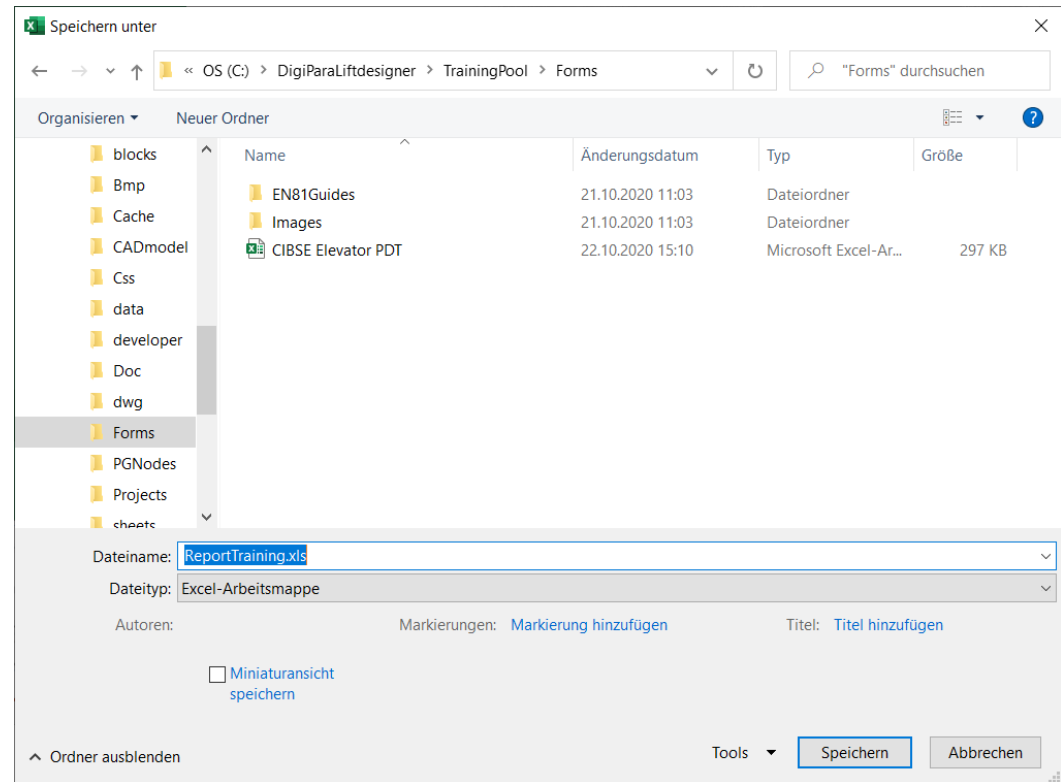 Speichern unter
« OS (C:) > DigiParaLiftdesigner > TrainingPool > Forms
"Forms" durchsuchen
Organisieren
Neuer Ordner
?
blocks
Bmp
Cache
CADmodel
Css
data
developer
Doc
dwg
Forms
PGNodes
Projects
sheets
Name Änderungsdatum Typ Größe
EN81Guides 21.10.2020 11:03 Dateiordner
Images 21.10.2020 11:03 Dateiordner
CIBSE Elevator PDT 22.10.2020 15:10 Microsoft Excel-Ar... 297 KB
Dateiname: ReportTraining.xls
Dateityp: Excel-Arbeitsmappe
Autoren: Markierungen: Markierung hinzufügen Titel: Titel hinzufügen
Miniaturansicht
speichern
Ordner ausblenden
Tools Speichern Abbrechen